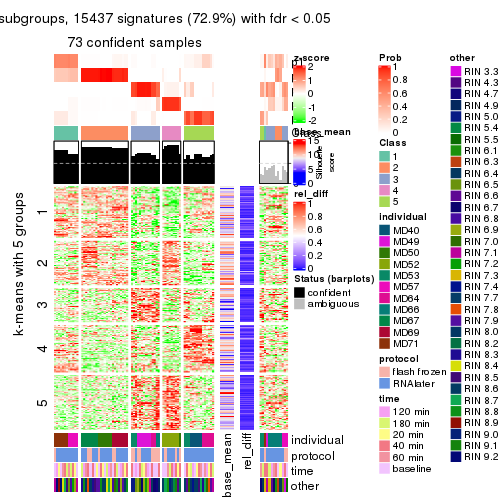 subgroups, 15437 signatures (72.9%) with fdr < 0.05
73 confident samples
k-means with 5 groups
1
2
3
4
5
base_mean
rel_diff
individual
protocol
time
other
z-score
2
1
0
-1
-2
Class
base_mean
15
10
5
0
silhouette
score
rel_diff
1
0.8
0.6
0.4
0.2
0
Status (barplots)
confident
ambiguous
Prob
1
0.8
0.6
0.4
0.2
0
Class
1
2
3
4
5
individual
MD40
MD49
MD50
MD52
MD53
MD57
MD64
MD66
MD67
MD69
MD71
protocol
flash frozen
RNAlater
time
120 min
180 min
20 min
40 min
60 min
baseline
other
RIN 3.3
RIN 4.3
RIN 4.7
RIN 4.9
RIN 5.0
RIN 5.4
RIN 5.5
RIN 6.1
RIN 6.3
RIN 6.4
RIN 6.5
RIN 6.6
RIN 6.7
RIN 6.8
RIN 6.9
RIN 7.0
RIN 7.1
RIN 7.2
RIN 7.3
RIN 7.4
RIN 7.7
RIN 7.8
RIN 7.9
RIN 8.0
RIN 8.2
RIN 8.3
RIN 8.4
RIN 8.5
RIN 8.6
RIN 8.7
RIN 8.8
RIN 8.9
RIN 9.0
RIN 9.1
RIN 9.2